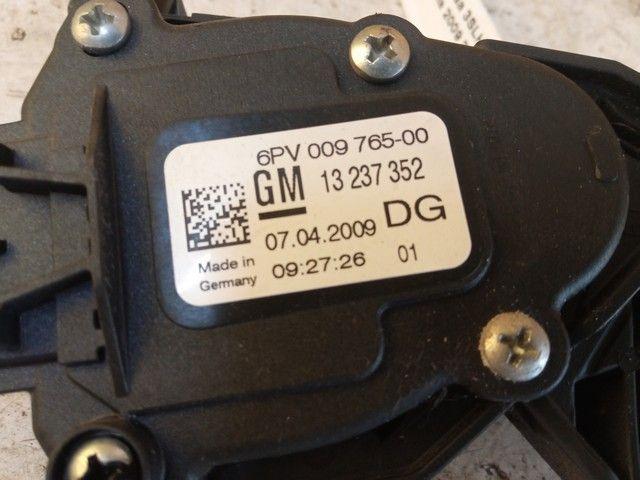 6PV 009 765-00
GM 13 237 352
07.04.2009 DG
Made in Germany
09:27:26 01
2009